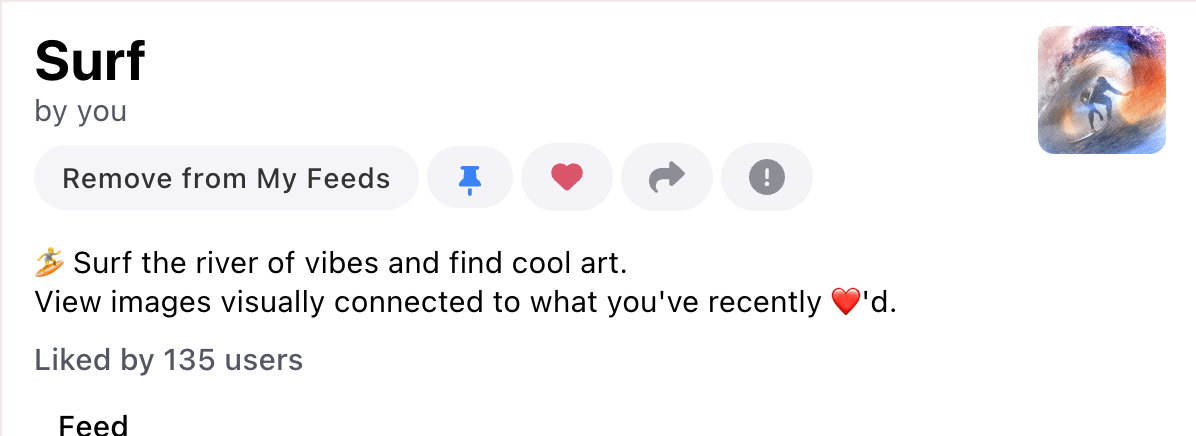 Surf
by you
Remove from My Feeds
🏄 Surf the river of vibes and find cool art.
View images visually connected to what you've recently ❤️'d.
Liked by 135 users
Feed